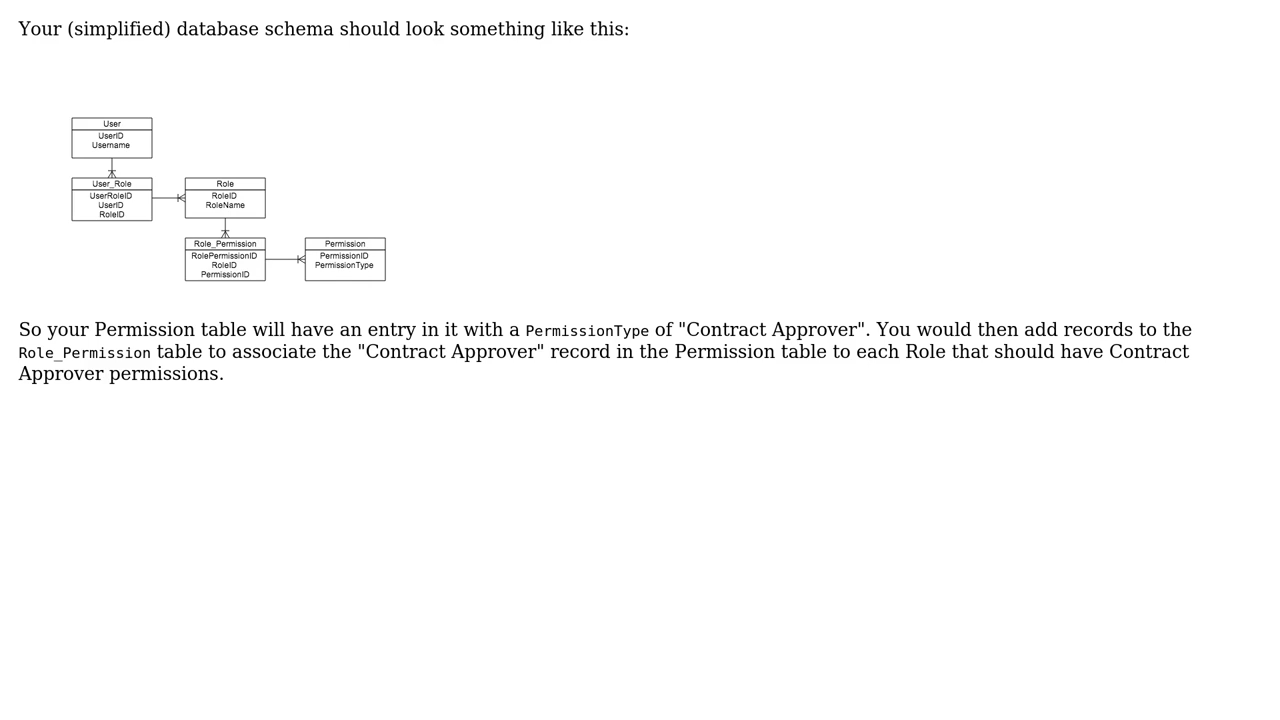 Your (simplified) database schema should look something like this:
User
UserID
Username
User_Role
UserRoleID
UserID
RoleID
Role
RoleID
RoleName
Role_Permission
RolePermissionID
RoleID
PermissionID
Permission
PermissionID
PermissionType
So your Permission table will have an entry in it with a PermissionType of "Contract Approver". You would then add records to the
Role_Permission table to associate the "Contract Approver" record in the Permission table to each Role that should have Contract
Approver permissions.